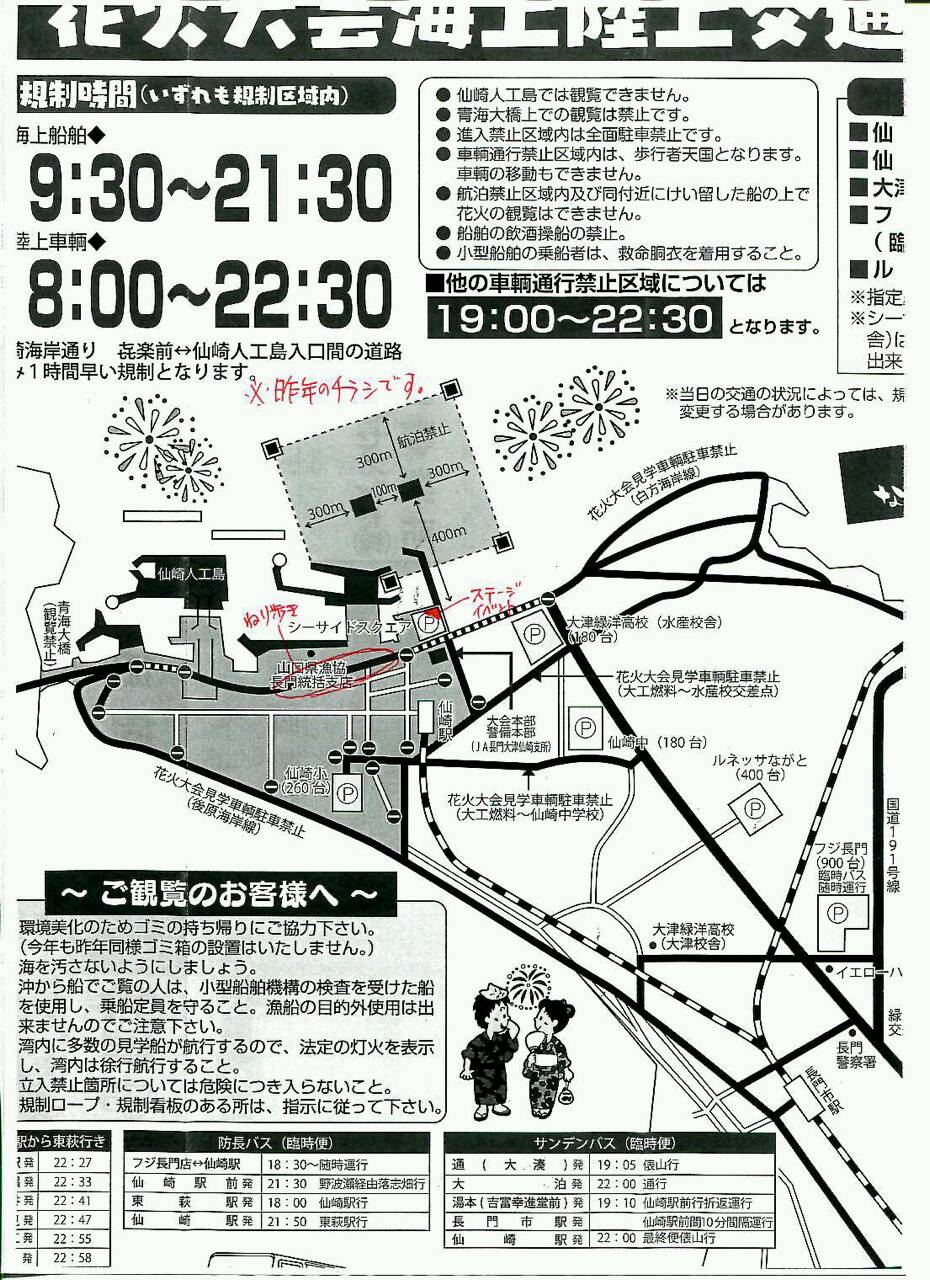 花火大会海上陸上交通
規制時間(いずれも規制区域内)
海上船舶◆
9:30〜21:30
陸上車輌◆
8:00〜22:30
崎海岸通り 㐂楽前↔仙崎人工島入口間の道路
み1時間早い規制となります。
●仙崎人工島では観覧できません。
●青海大橋上での観覧は禁止です。
●進入禁止区域内は全面駐車禁止です。
●車輌通行禁止区域内は、歩行者天国となります。
車輌の移動もできません。
●航泊禁止区域内及び同付近にけい留した船の上で
花火の観覧はできません。
●船舶の飲酒操船の禁止。
●小型船舶の乗船者は、救命胴衣を着用すること。
■他の車輌通行禁止区域については
19:00〜22:30 となります。
■仙
■仙
■大津
■フ
(臨
■ル
※指定
※シー
舎)は
出来
※当日の交通の状況によっては、規
変更する場合があります。
※昨年のチラシです。
航泊禁止
300m
100m
300m
300m
400m
花火大会見学車輌駐車禁止
(白方海岸線)
な
仙崎人工島
青海大橋
(観覧禁止)
ねり歩き
シーサイドスクエア
P
ステージ
イベント
山口県漁協
長門統括支店
P
大津緑洋高校(水産校舎)
(180台)
花火大会見学車輌駐車禁止
(大工燃料〜水産校交差点)
仙崎駅
大会本部
警備本部
(JA長門大津仙崎支所)
P
仙崎中(180台)
ルネッサながと
(400台)
P
仙崎小
(260台)
P
花火大会見学車輌駐車禁止
(後原海岸線)
花火大会見学車輌駐車禁止
(大工燃料〜仙崎中学校)
国道191号線
フジ長門
(900台)
臨時バス
随時運行
P
大津緑洋高校
(大津校舎)
イエローハ
緑交
長門
警察署
長門市駅
〜ご観覧のお客様へ〜
環境美化のためゴミの持ち帰りにご協力下さい。
(今年も昨年同様ゴミ箱の設置はいたしません。)
海を汚さないようにしましょう。
沖から船でご覧の人は、小型船舶機構の検査を受けた船
を使用し、乗船定員を守ること。漁船の目的外使用は出
来ませんのでご注意下さい。
湾内に多数の見学船が航行するので、法定の灯火を表示
し、湾内は徐行航行すること。
立入禁止箇所については危険につき入らないこと。
規制ロープ・規制看板のある所は、指示に従って下さい。
駅から東萩行き
駅発 22:27
発 22:33
発 22:41
発 22:47
発 22:55
発 22:58
防長バス(臨時便)
フジ長門店↔仙崎駅 18:30〜随時運行
仙崎駅前発 21:30 野波瀬経由落志畑行
東萩駅発 18:00 仙崎駅行
仙崎駅発 21:50 東萩駅行
サンデンバス(臨時便)
通(大湊)発 19:05 俵山行
大泊発 22:00 通行
湯本(吉冨幸進堂前)発 19:10 仙崎駅前行折返運行
長門市駅発 仙崎駅前間10分間隔運行
仙崎駅発 22:00 最終便俵山行